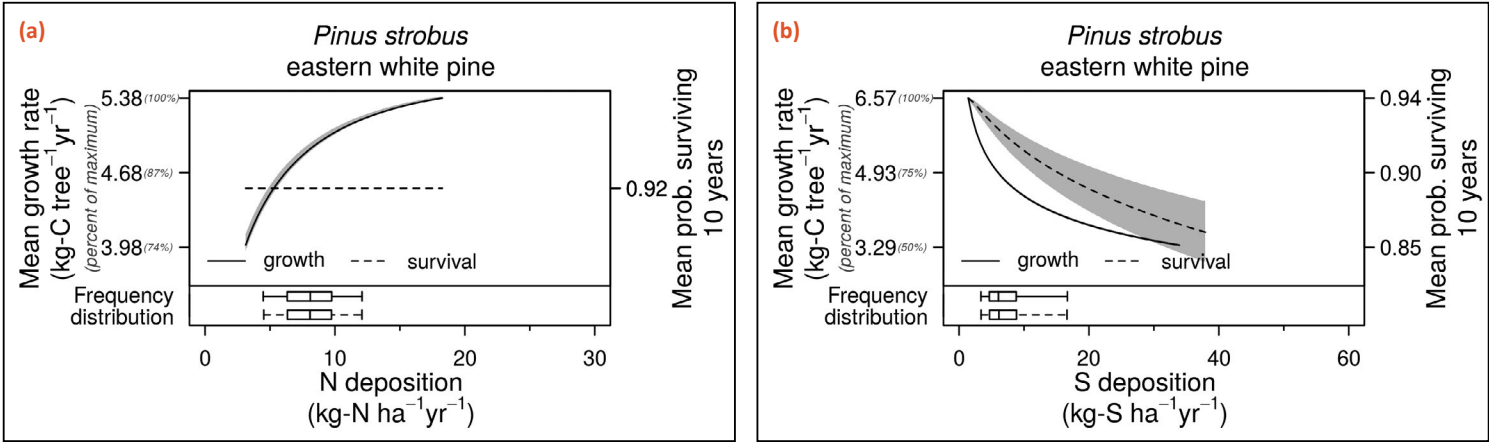 (a)
Pinus strobus
eastern white pine
Mean growth rate
(kg-C tree⁻¹yr⁻¹)
(percent of maximum)
5.38 (100%)
4.68 (87%)
3.98 (74%)
growth
survival
0.92
Mean prob. surviving
10 years
Frequency
distribution
0 10 20 30
N deposition
(kg-N ha⁻¹yr⁻¹)
(b)
Pinus strobus
eastern white pine
Mean growth rate
(kg-C tree⁻¹yr⁻¹)
(percent of maximum)
6.57 (100%)
4.93 (75%)
3.29 (50%)
growth
survival
0.94
0.90
0.85
Mean prob. surviving
10 years
Frequency
distribution
0 20 40 60
S deposition
(kg-S ha⁻¹yr⁻¹)